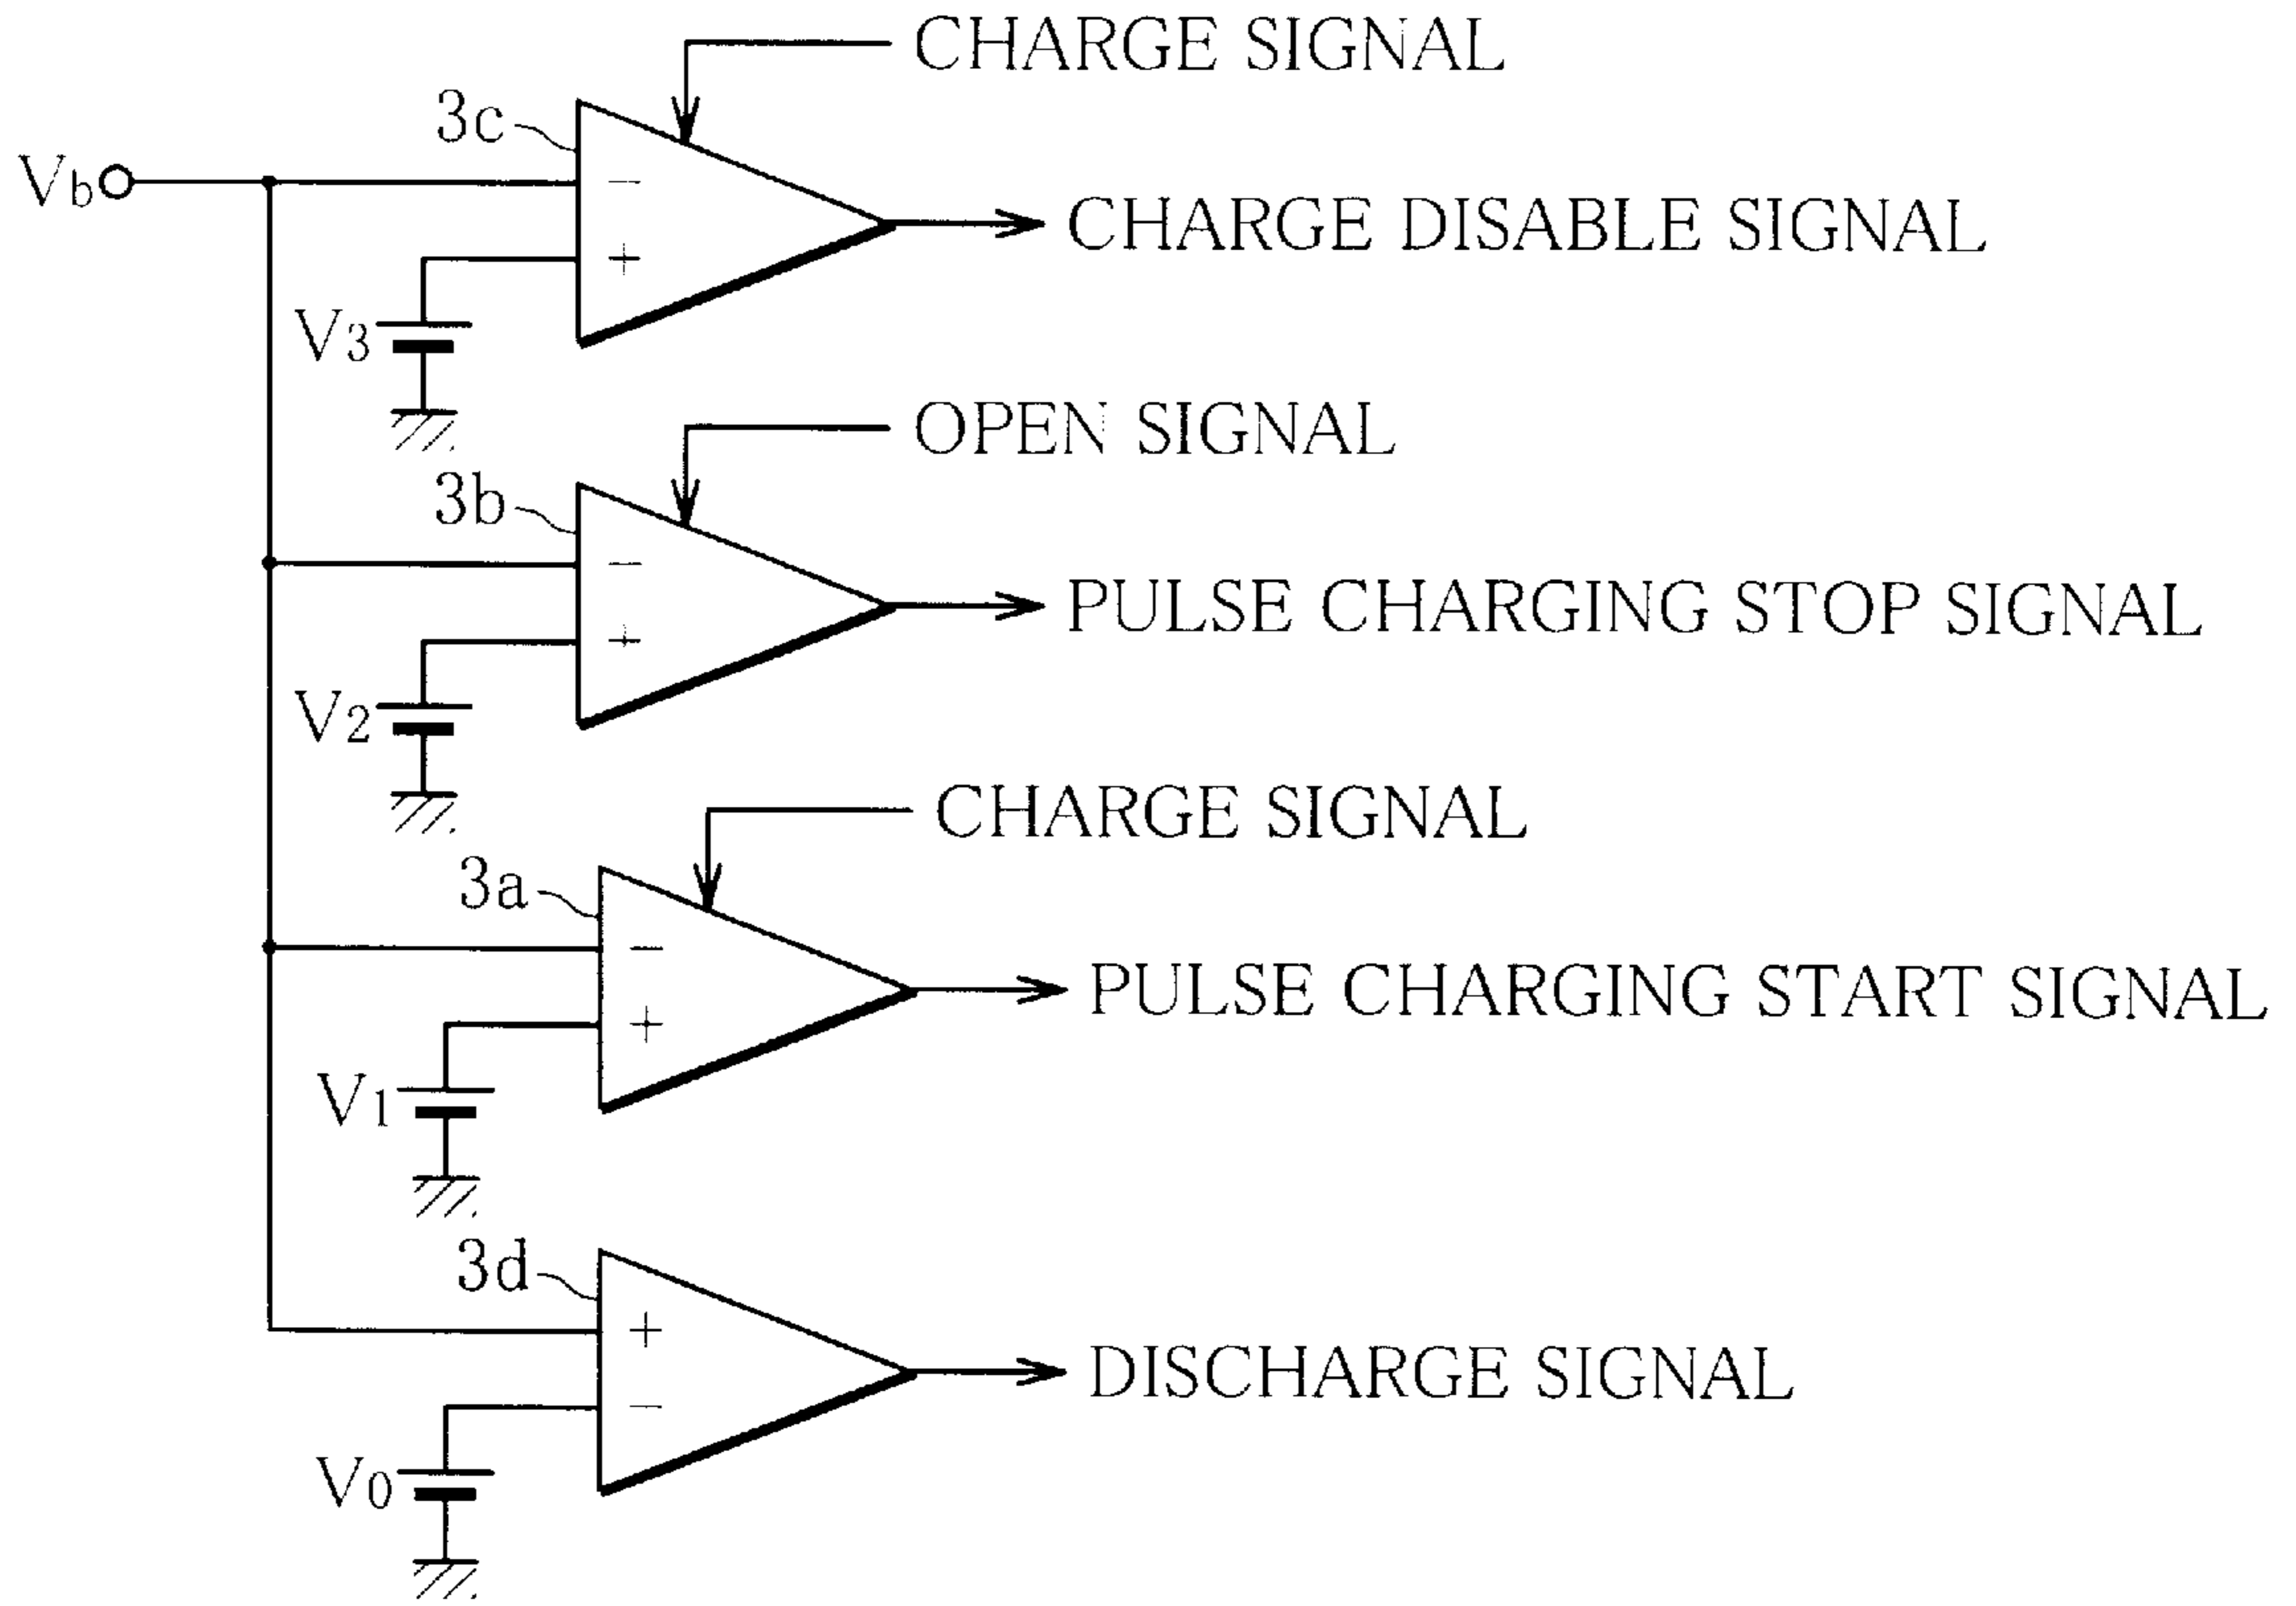 CHARGE SIGNAL
3c
Vb
−
CHARGE DISABLE SIGNAL
+
V3
OPEN SIGNAL
3b
−
PULSE CHARGING STOP SIGNAL
+
V2
CHARGE SIGNAL
3a
−
PULSE CHARGING START SIGNAL
+
V1
3d
+
DISCHARGE SIGNAL
−
V0